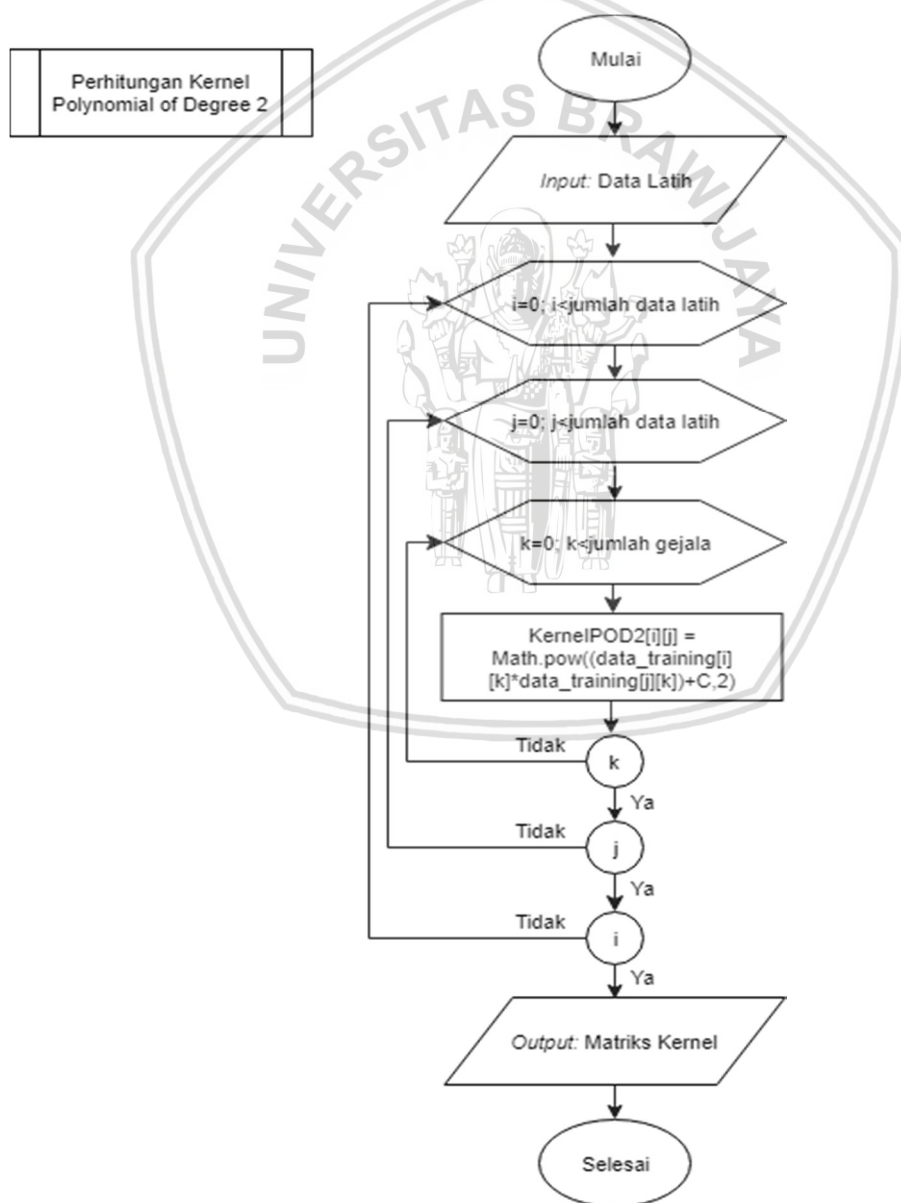 Perhitungan Kernel
Polynomial of Degree 2
Mulai
UNIVERSITAS BRAWIJAYA
Input: Data Latih
i=0; i<jumlah data latih
j=0; j<jumlah data latih
k=0; k<jumlah gejala
KernelPOD2[i][j] =
Math.pow((data_training[i]
[k]*data_training[j][k])+C,2)
Tidak
k
Ya
Tidak
j
Ya
Tidak
i
Ya
Output: Matriks Kernel
Selesai